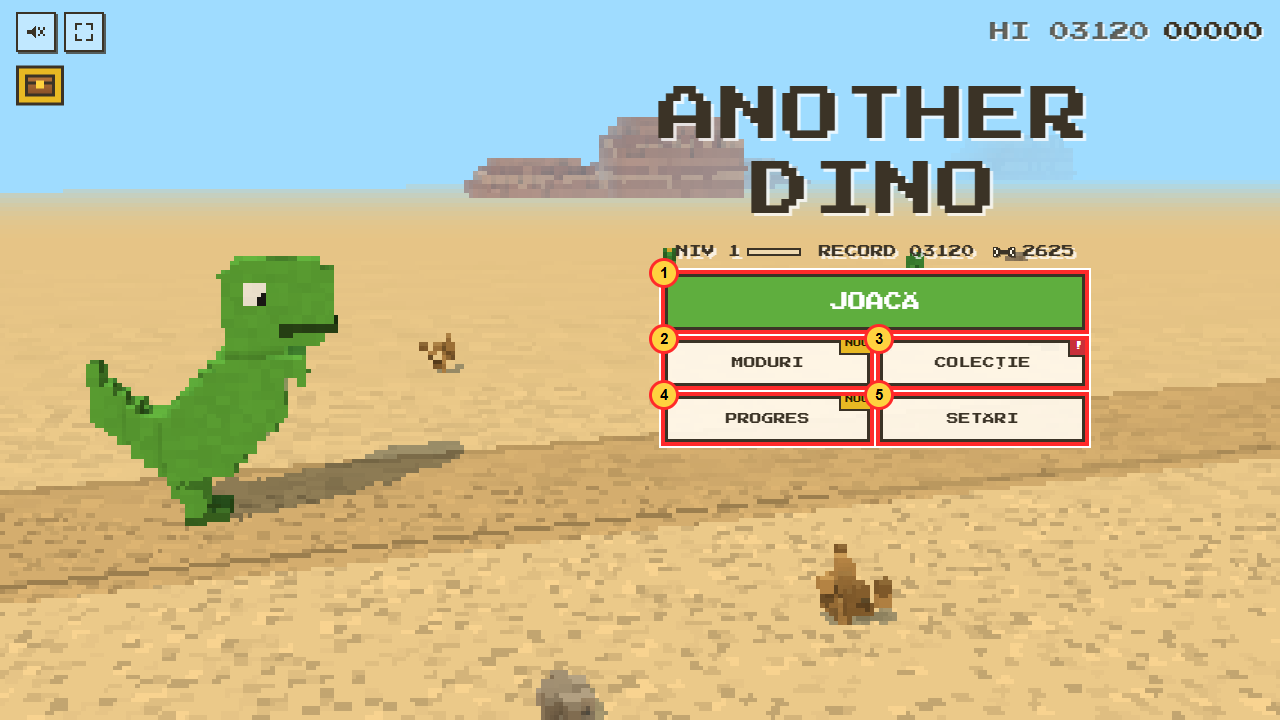 HI 03120 00000
ANOTHER
DINO
NIV 1 RECORD 03120 2625
1
JOACĂ
2 3
MODURI NOU COLECȚIE !
4 5
PROGRES NOU SETĂRI